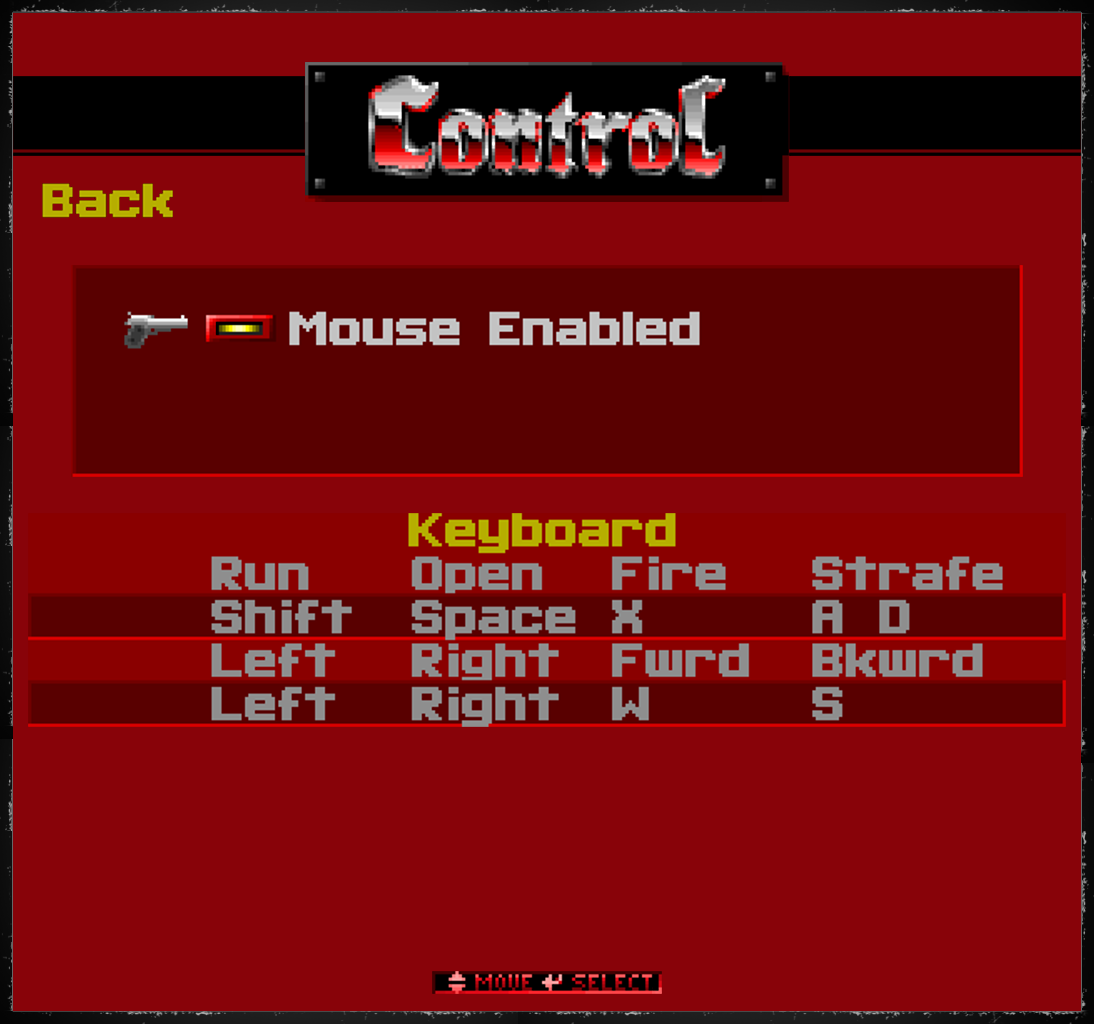 Control
Back
Mouse Enabled
Keyboard
Run Open Fire Strafe
Shift Space X A D
Left Right Fwrd Bkwrd
Left Right W S
MOVE SELECT